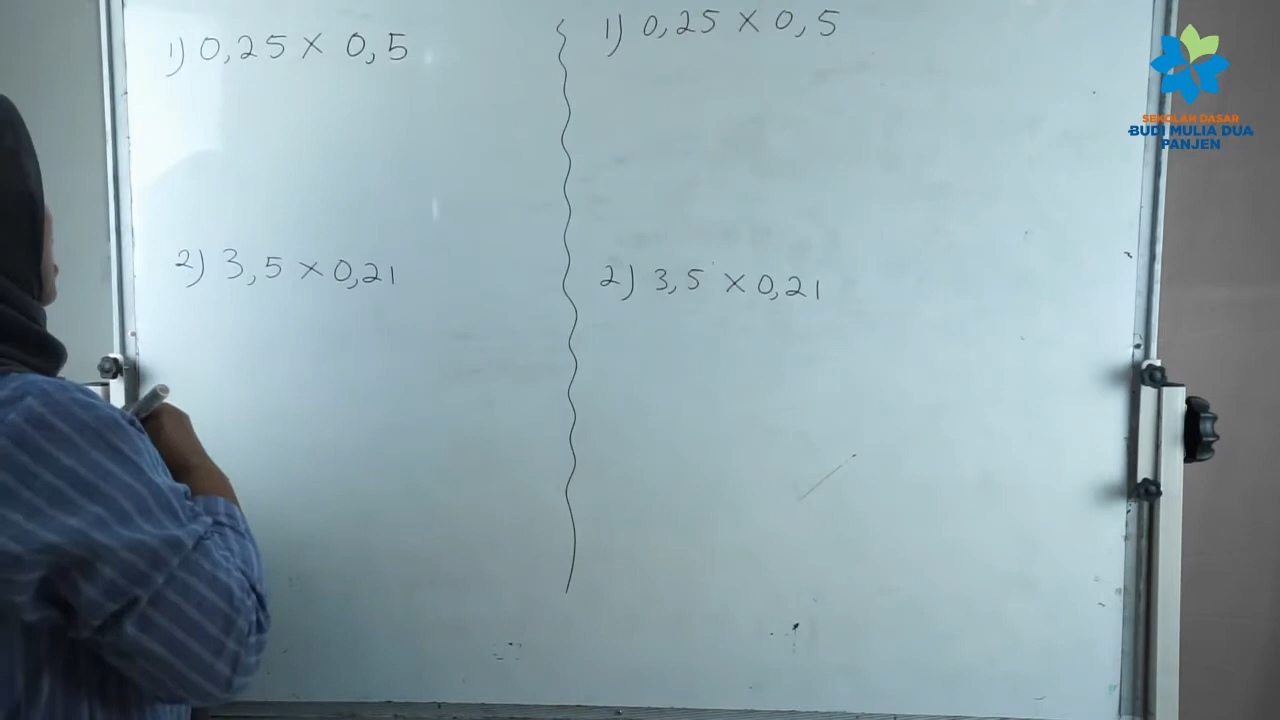 1) 0,25 X 0,5
2) 3,5 X 0,21
1) 0,25 X 0,5
2) 3,5 X 0,21
SEKOLAH DASAR
BUDI MULIA DUA
PANJEN